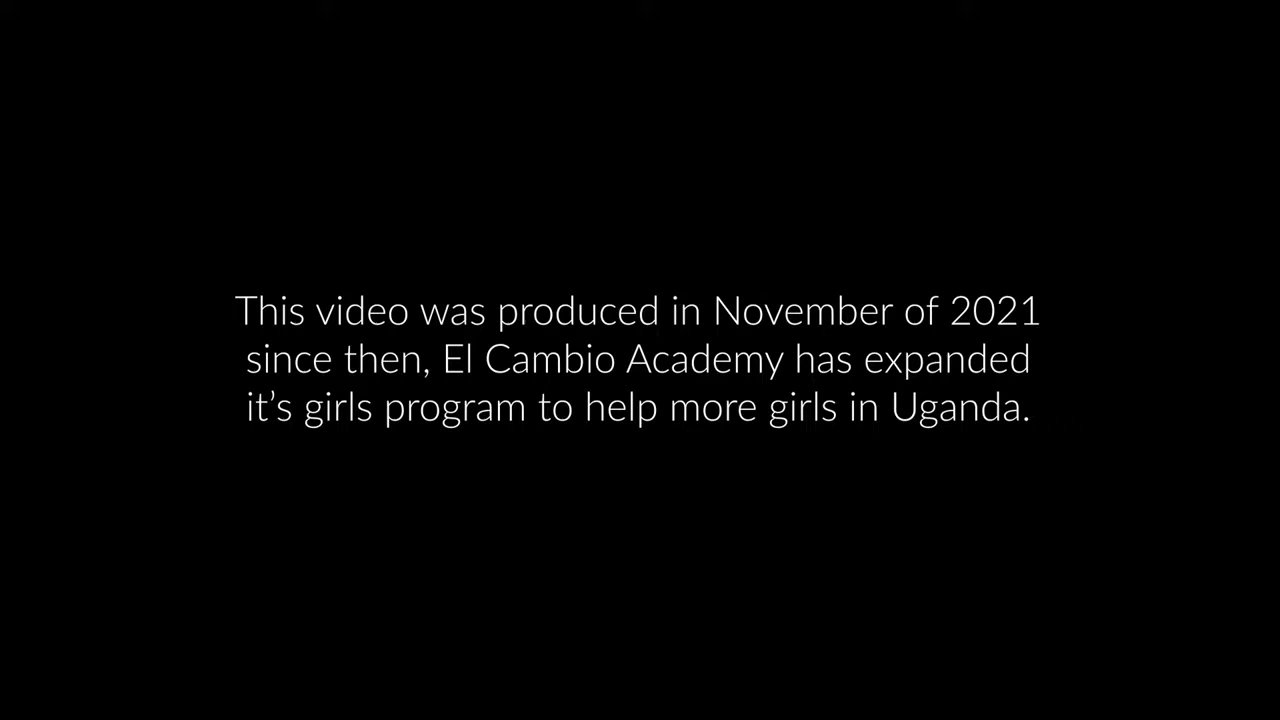 This video was produced in November of 2021
since then, El Cambio Academy has expanded
it’s girls program to help more girls in Uganda.